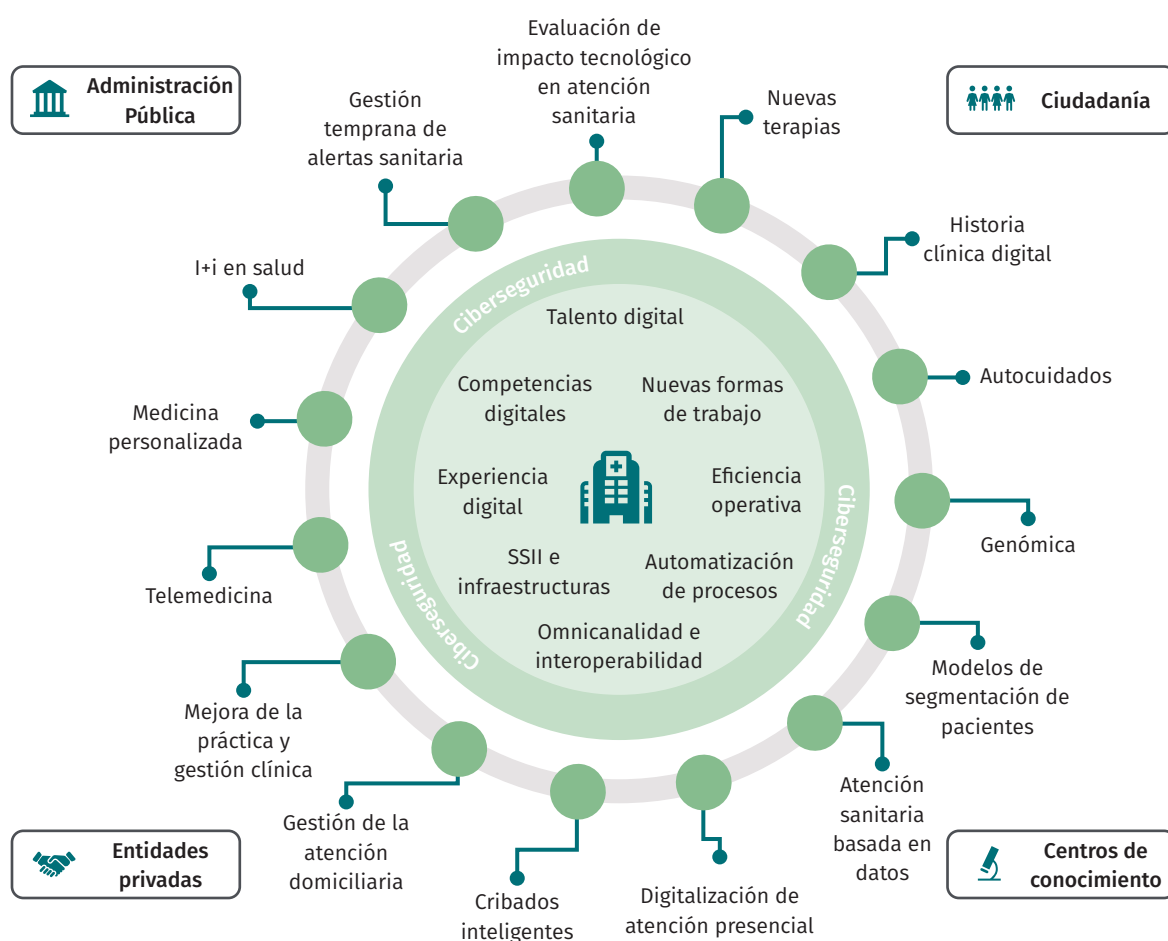 Evaluación de
impacto tecnológico
en atención
sanitaria
Administración
Pública
Ciudadanía
Gestión
temprana de
alertas sanitaria
Nuevas
terapias
Historia
clínica digital
I+i en salud
Ciberseguridad
Talento digital
Autocuidados
Competencias
digitales
Nuevas formas
de trabajo
Medicina
personalizada
Experiencia
digital
Eficiencia
operativa
Ciberseguridad
Ciberseguridad
Genómica
SSII e
infraestructuras
Automatización
de procesos
Telemedicina
Omnicanalidad e
interoperabilidad
Modelos de
segmentación de
pacientes
Mejora de la
práctica y
gestión clínica
Atención
sanitaria
basada en
datos
Gestión de la
atención
domiciliaria
Entidades
privadas
Centros de
conocimiento
Cribados
inteligentes
Digitalización de
atención presencial